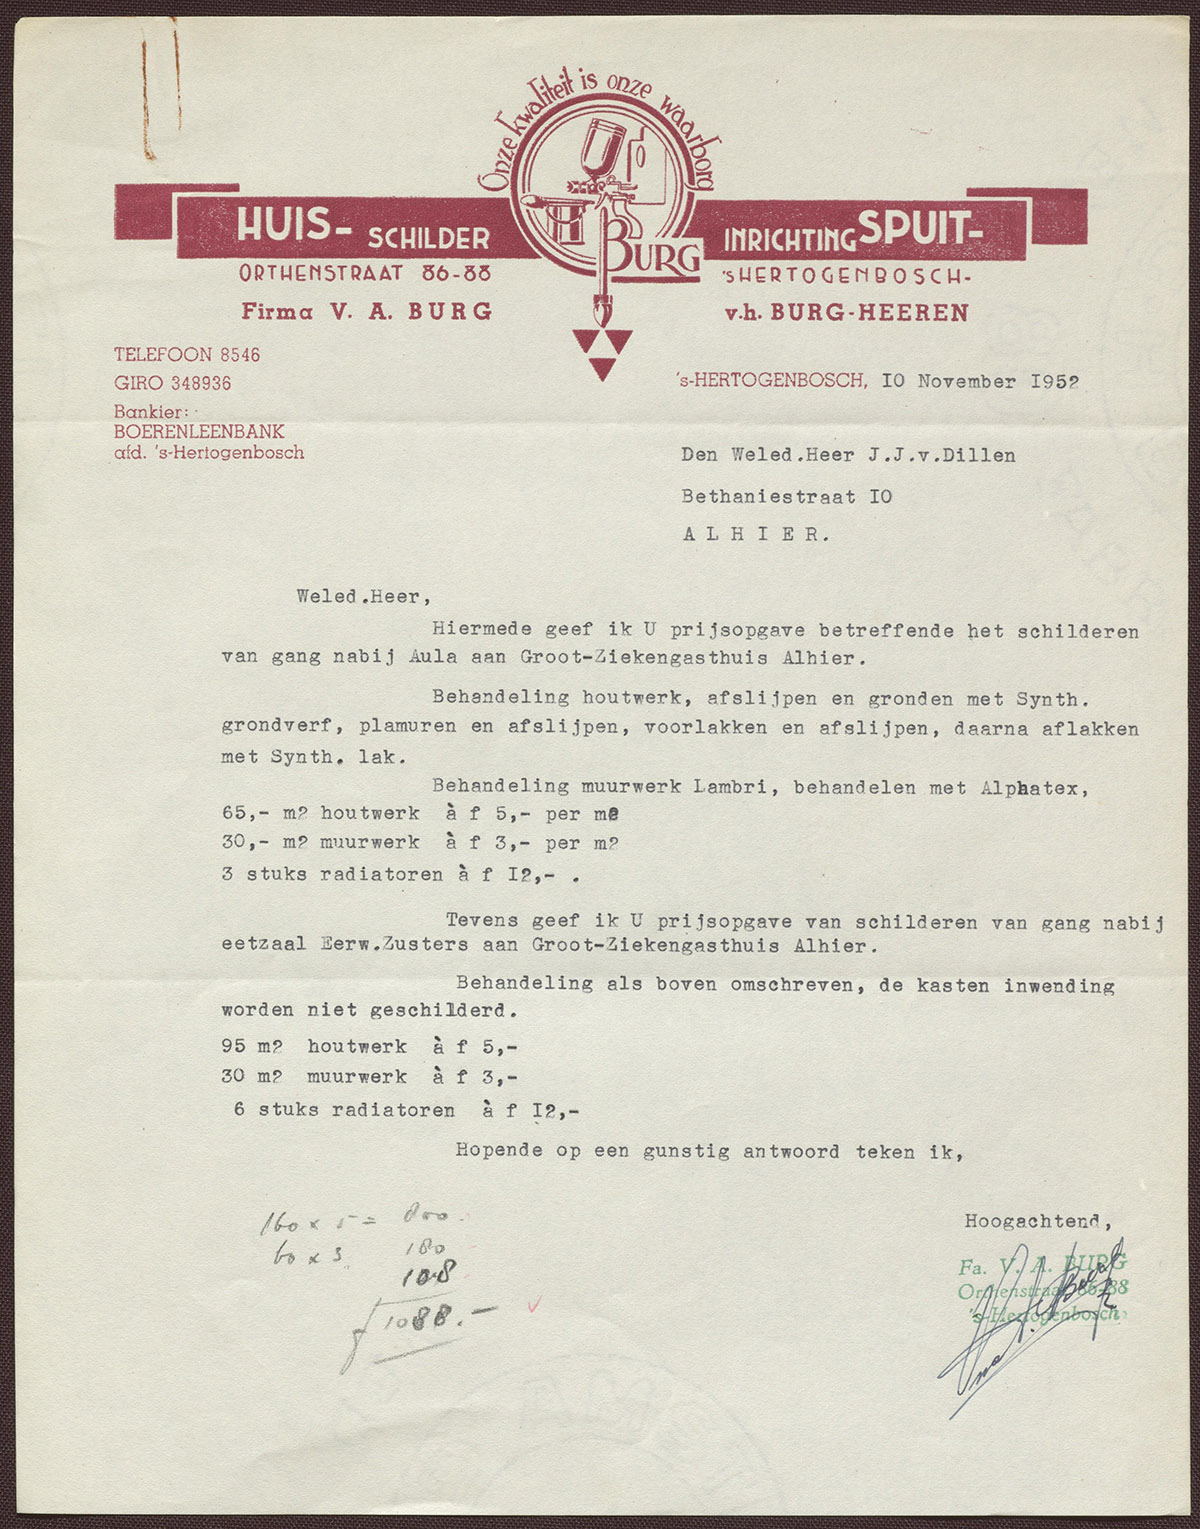 Onze kwaliteit is onze waarborg
HUIS- SCHILDER BURG INRICHTING SPUIT-
ORTHENSTRAAT 86-88 'sHERTOGENBOSCH-
Firma V. A. BURG v.h. BURG-HEEREN
TELEFOON 8546
GIRO 348936
Bankier:
BOERENLEENBANK
afd. 's-Hertogenbosch
's-HERTOGENBOSCH, IO November I952
Den Weled.Heer J.J.v.Dillen
Bethaniestraat IO
A L H I E R.
Weled.Heer,
Hiermede geef ik U prijsopgave betreffende het schilderen
van gang nabij Aula aan Groot-Ziekengasthuis Alhier.
Behandeling houtwerk, afslijpen en gronden met Synth.
grondverf, plamuren en afslijpen, voorlakken en afslijpen, daarna aflakken
met Synth. lak.
Behandeling muurwerk Lambri, behandelen met Alphatex,
65,- m2 houtwerk à f 5,- per m2
30,- m2 muurwerk à f 3,- per m2
3 stuks radiatoren à f I2,- .
Tevens geef ik U prijsopgave van schilderen van gang nabij
eetzaal Eerw.Zusters aan Groot-Ziekengasthuis Alhier.
Behandeling als boven omschreven, de kasten inwending
worden niet geschilderd.
95 m2 houtwerk à f 5,-
30 m2 muurwerk à f 3,-
6 stuks radiatoren à f I2,-
Hopende op een gunstig antwoord teken ik,
Hoogachtend,
Fa. V. A. BURG
Orthenstraat 86-88
's-Hertogenbosch
160 x 5 = 800
60 x 3 180
108
f 1088.-